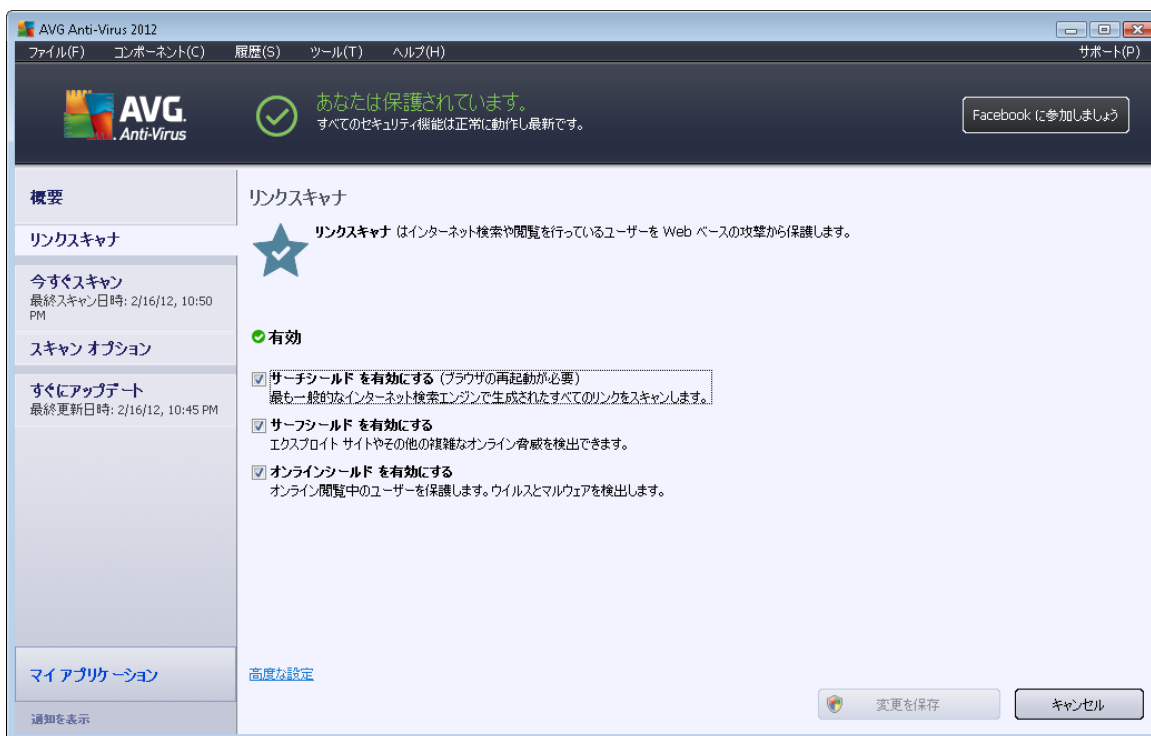 AVG Anti-Virus 2012
ファイル(F) コンポーネント(C) 履歴(S) ツール(T) ヘルプ(H) サポート(P)
AVG.
Anti-Virus
あなたは保護されています。
すべてのセキュリティ機能は正常に動作し最新です。
Facebook に参加しましょう
概要
リンクスキャナ
今すぐスキャン
最終スキャン日時: 2/16/12, 10:50
PM
スキャン オプション
すぐにアップデート
最終更新日時: 2/16/12, 10:45 PM
マイ アプリケーション
通知を表示
リンクスキャナ
リンクスキャナ はインターネット検索や閲覧を行っているユーザーを Web ベースの攻撃から保護します。
有効
サーチシールド を有効にする (ブラウザの再起動が必要)
最も一般的なインターネット検索エンジンで生成されたすべてのリンクをスキャンします。
サーフシールド を有効にする
エクスプロイト サイトやその他の複雑なオンライン脅威を検出できます。
オンラインシールド を有効にする
オンライン閲覧中のユーザーを保護します。ウイルスとマルウェアを検出します。
高度な設定
変更を保存
キャンセル